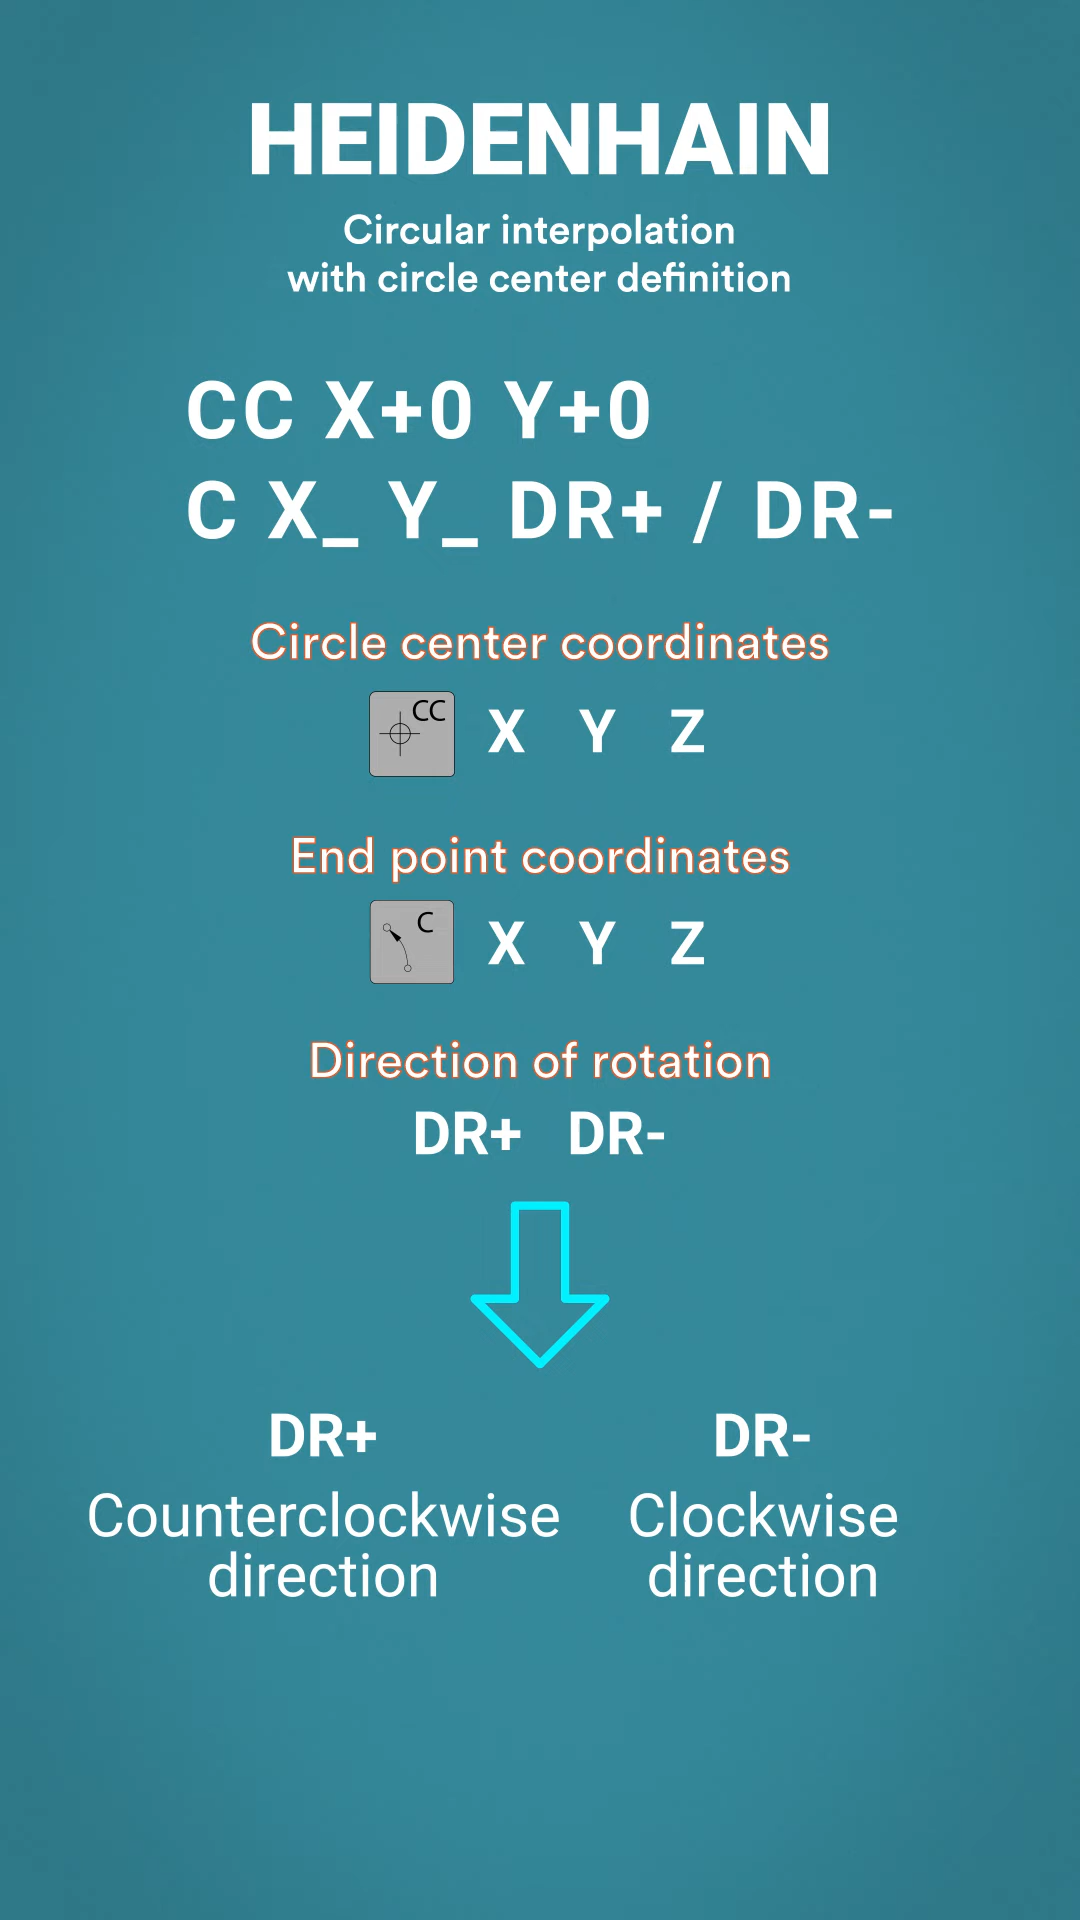 HEIDENHAIN
Circular interpolation
with circle center definition
CC X+0 Y+0
C X_ Y_ DR+ / DR-
Circle center coordinates
CC X Y Z
End point coordinates
C X Y Z
Direction of rotation
DR+ DR-
DR+ DR-
Counterclockwise Clockwise
direction direction